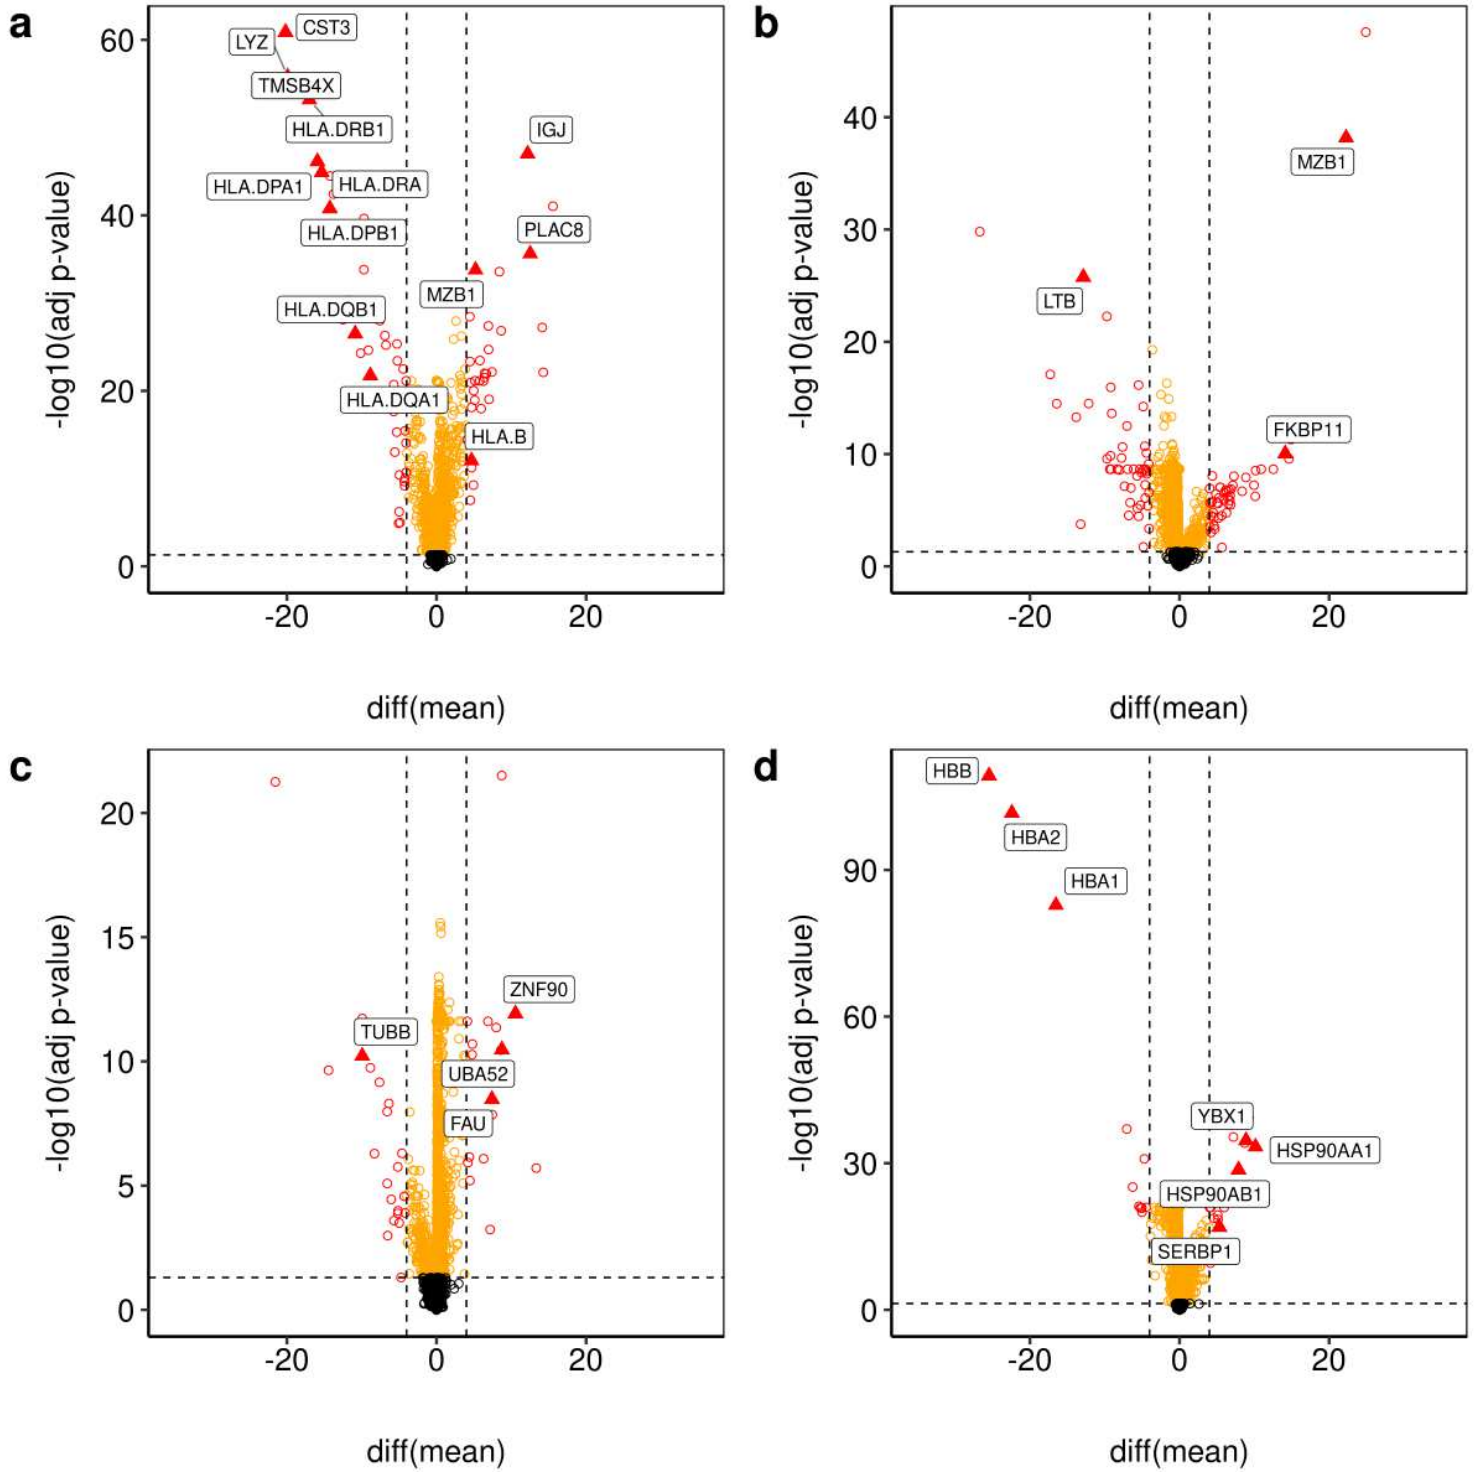 a
60
40
20
0
-log10(adj p-value)
CST3
LYZ
TMSB4X
HLA.DRB1
IGJ
HLA.DPA1
HLA.DRA
HLA.DPB1
PLAC8
MZB1
HLA.DQB1
HLA.DQA1
HLA.B
-20 0 20
diff(mean)
b
40
30
20
10
0
-log10(adj p-value)
MZB1
LTB
FKBP11
-20 0 20
diff(mean)
c
20
15
10
5
0
-log10(adj p-value)
ZNF90
TUBB
UBA52
FAU
-20 0 20
diff(mean)
d
90
60
30
0
-log10(adj p-value)
HBB
HBA2
HBA1
YBX1
HSP90AA1
HSP90AB1
SERBP1
-20 0 20
diff(mean)